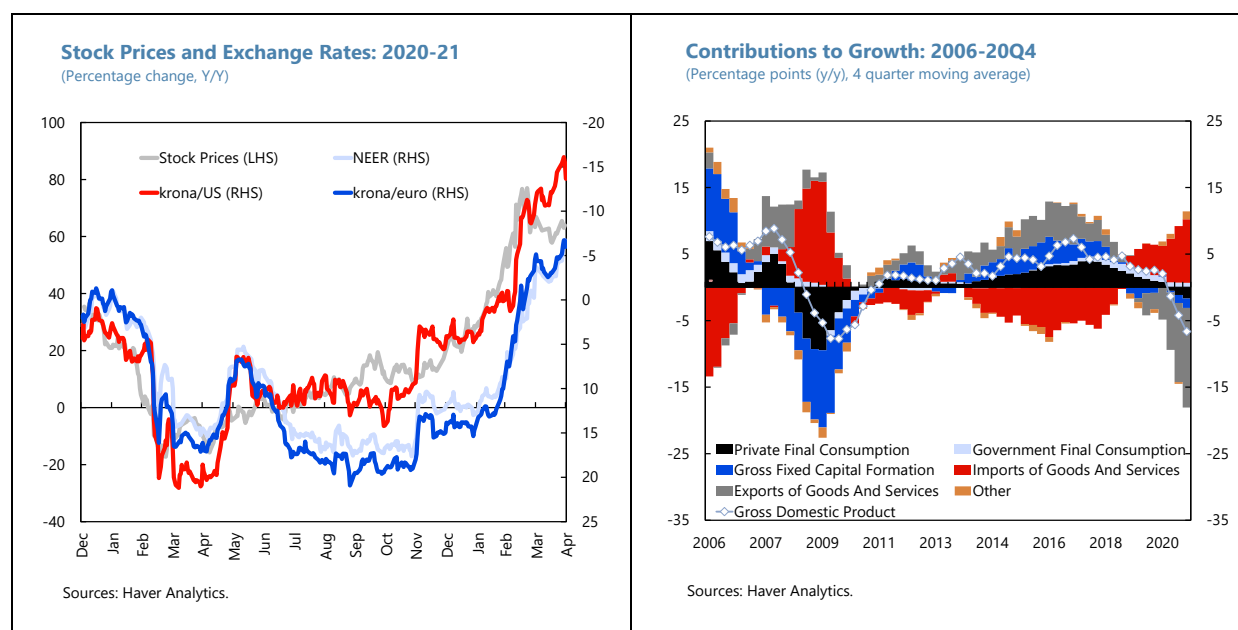 Stock Prices and Exchange Rates: 2020-21
(Percentage change, Y/Y)
100
80
60
40
20
0
-20
-40
-20
-15
-10
-5
0
5
10
15
20
25
Stock Prices (LHS)
NEER (RHS)
krona/US (RHS)
krona/euro (RHS)
Dec
Jan
Feb
Mar
Apr
May
Jun
Jul
Aug
Sep
Oct
Nov
Dec
Jan
Feb
Mar
Apr
Sources: Haver Analytics.
Contributions to Growth: 2006-20Q4
(Percentage points (y/y), 4 quarter moving average)
25
15
5
-5
-15
-25
-35
25
15
5
-5
-15
-25
-35
Private Final Consumption
Government Final Consumption
Gross Fixed Capital Formation
Imports of Goods And Services
Exports of Goods And Services
Other
Gross Domestic Product
2006
2007
2009
2011
2013
2014
2016
2018
2020
Sources: Haver Analytics.